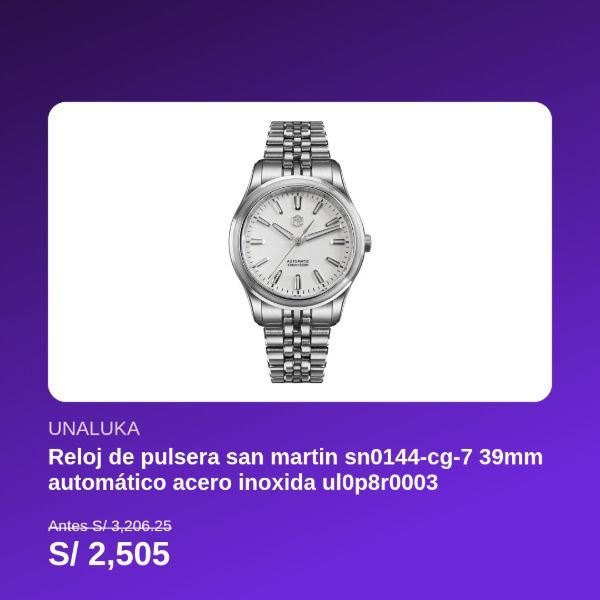 AUTOMATIC
UNALUKA
Reloj de pulsera san martin sn0144-cg-7 39mm
automático acero inoxida ul0p8r0003
Antes S/ 3,206.25
S/ 2,505